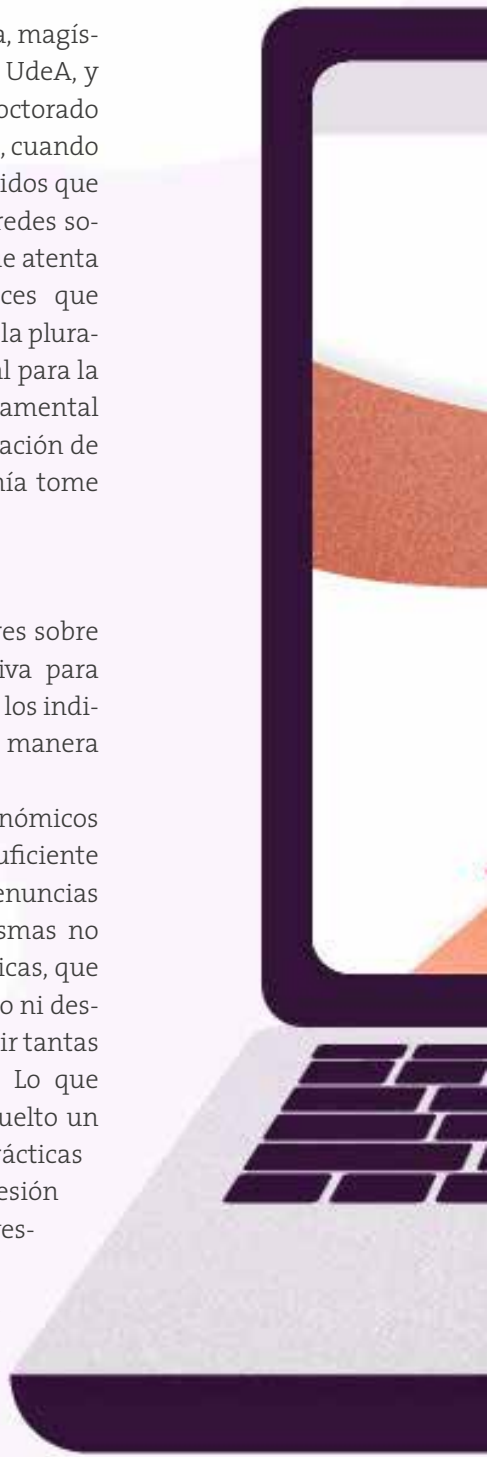 a, magís-
UdeA, y
octorado
, cuando
idos que
redes so-
e atenta
ces que
la plura-
l para la
amental
ación de
nía tome
res sobre
iva para
los indi-
manera
nómicos
uficiente
enuncias
smas no
icas, que
o ni des-
ir tantas
Lo que
uelto un
rácticas
esión
res-